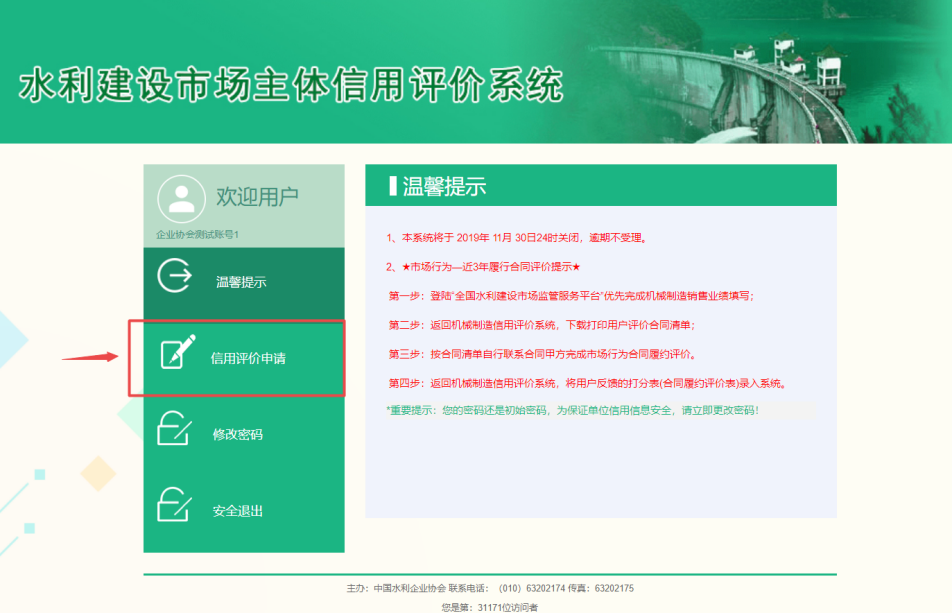 水利建设市场主体信用评价系统
欢迎用户
企业协会测试账号1
温馨提示
信用评价申请
修改密码
安全退出
温馨提示
1、本系统将于 2019年 11月 30日24时关闭，逾期不受理。
2、★市场行为—近3年履行合同评价提示★
第一步：登陆“全国水利建设市场监管服务平台”优先完成机械制造销售业绩填写；
第二步：返回机械制造信用评价系统，下载打印用户评价合同清单；
第三步：按合同清单自行联系合同甲方完成市场行为合同履约评价。
第四步：返回机械制造信用评价系统，将用户反馈的打分表(合同履约评价表)录入系统。
*重要提示：您的密码还是初始密码，为保证单位信用信息安全，请立即更改密码！
主办：中国水利企业协会 联系电话：（010）63202174 传真：63202175
您是第：31171位访问者